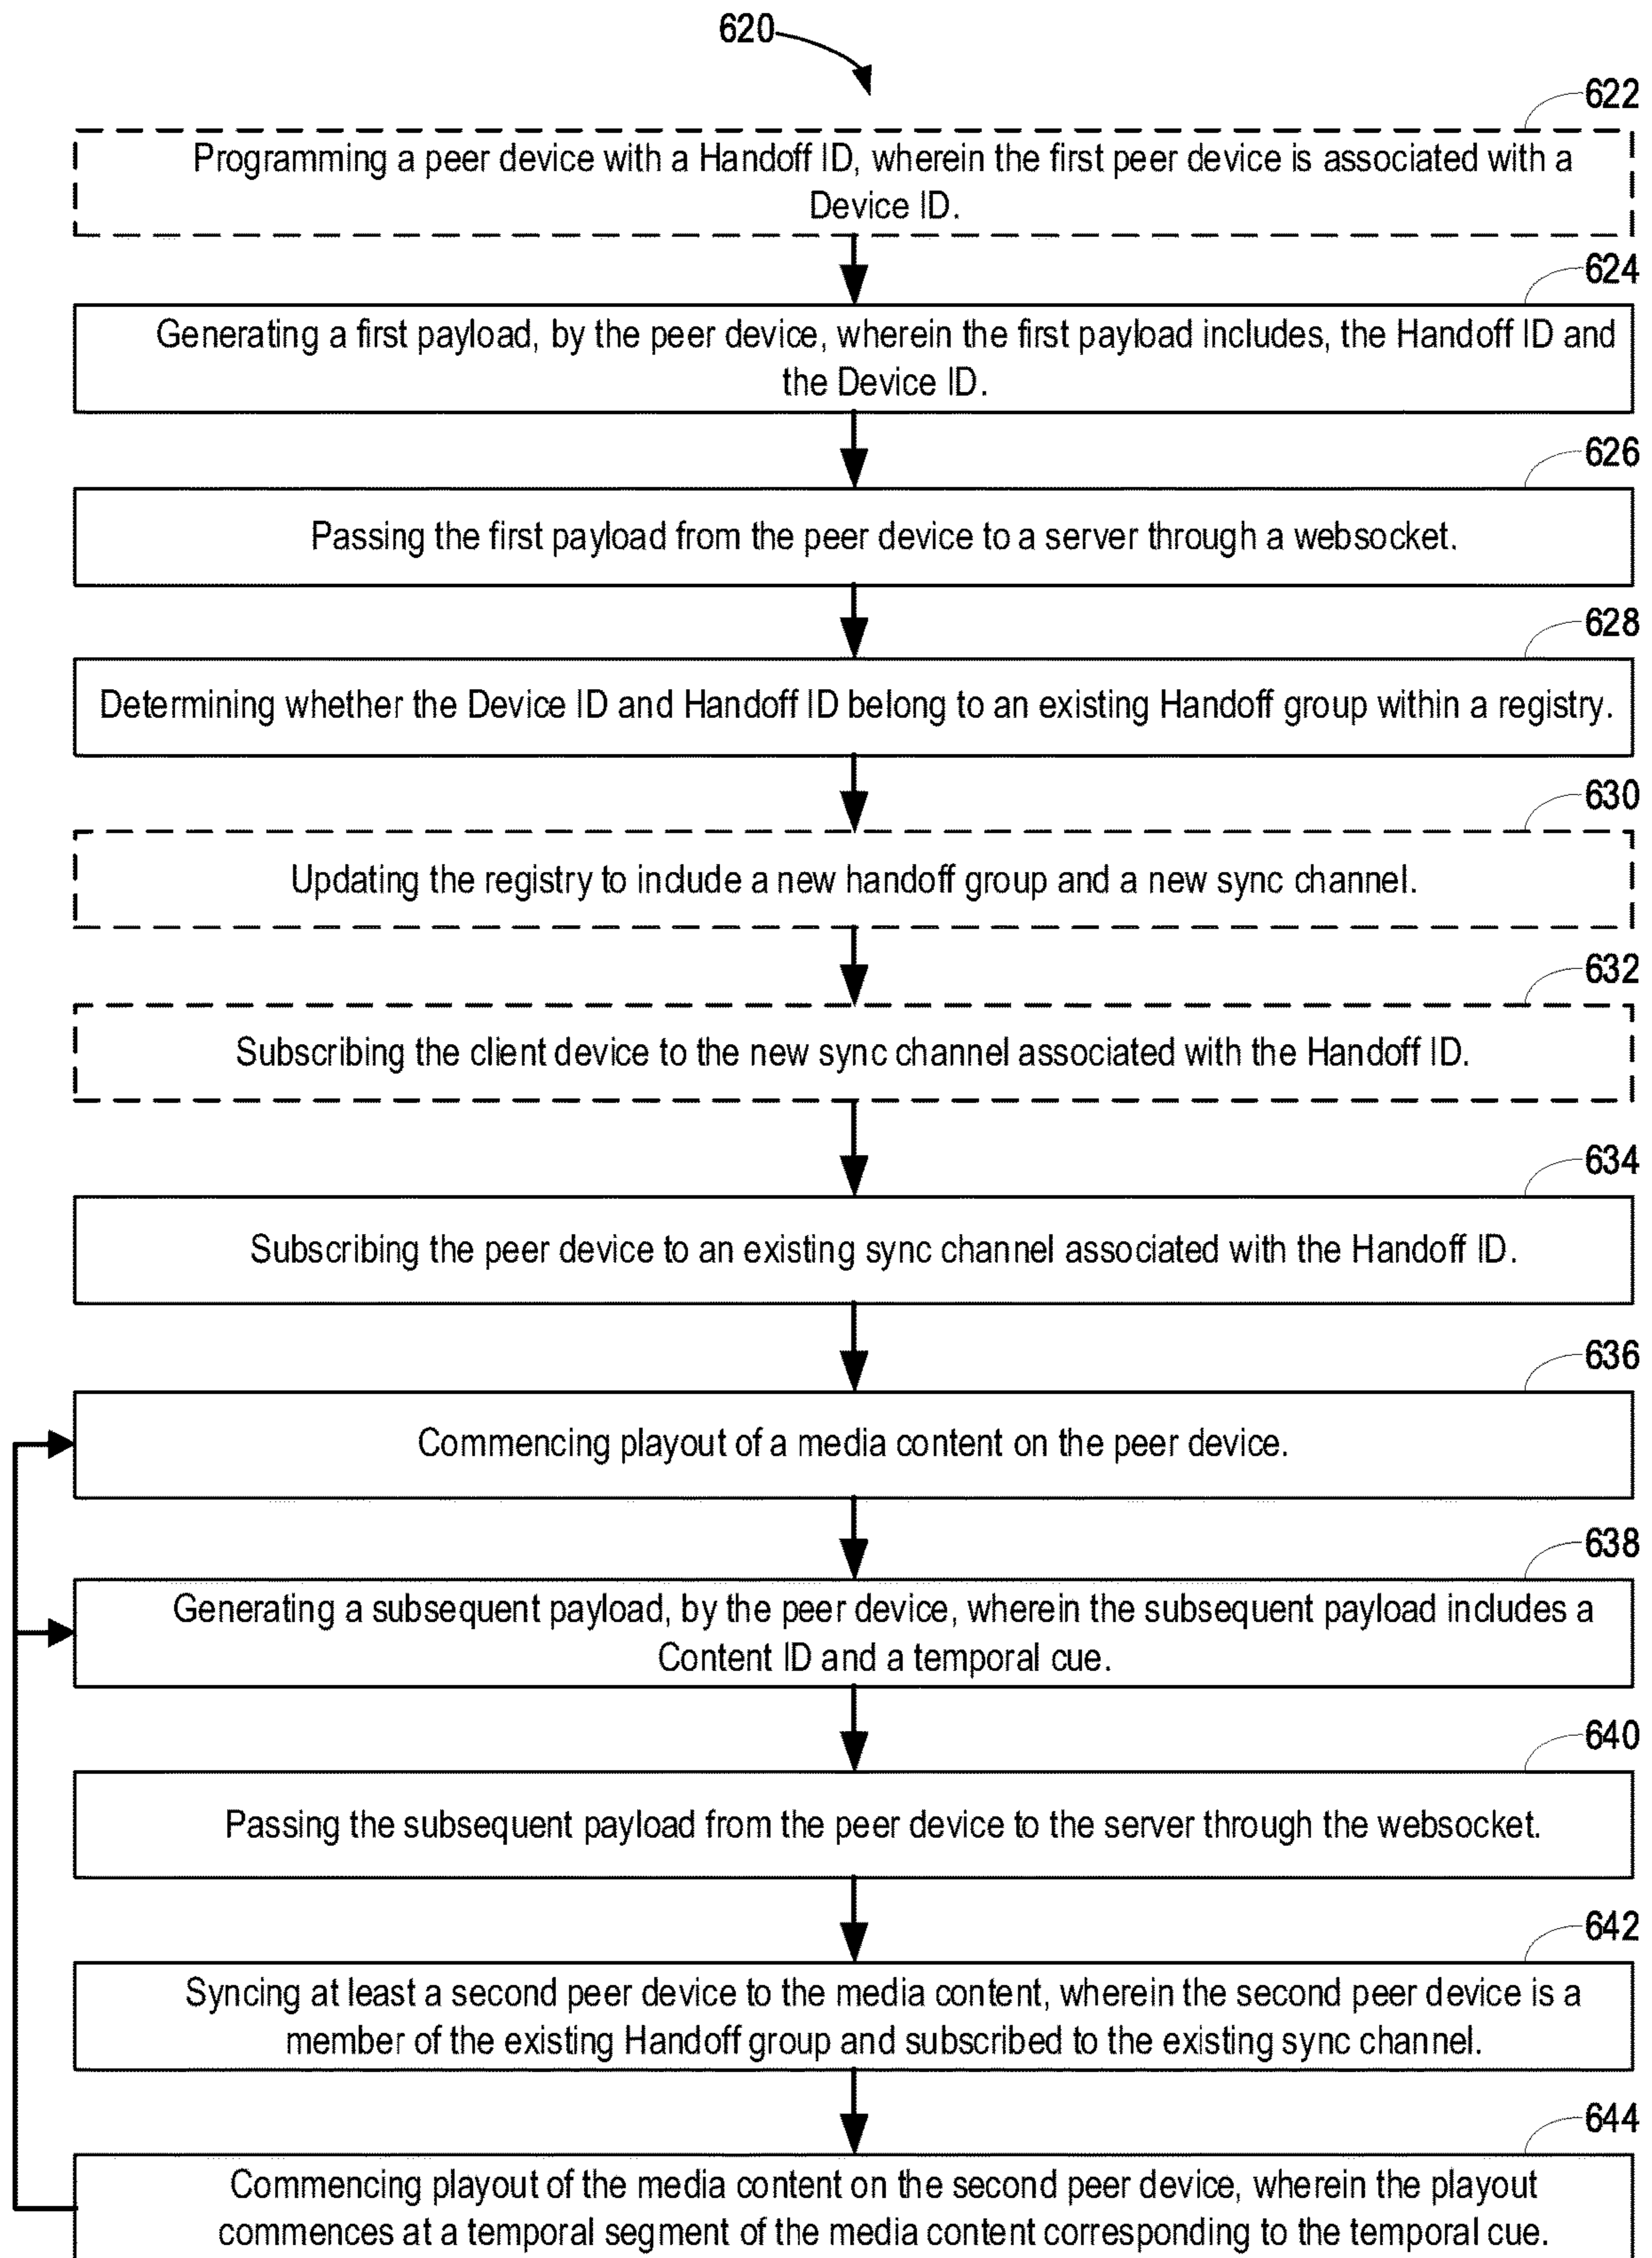 620
622
Programming a peer device with a Handoff ID, wherein the first peer device is associated with a
Device ID.
624
Generating a first payload, by the peer device, wherein the first payload includes, the Handoff ID and
the Device ID.
626
Passing the first payload from the peer device to a server through a websocket.
628
Determining whether the Device ID and Handoff ID belong to an existing Handoff group within a registry.
630
Updating the registry to include a new handoff group and a new sync channel.
632
Subscribing the client device to the new sync channel associated with the Handoff ID.
634
Subscribing the peer device to an existing sync channel associated with the Handoff ID.
636
Commencing playout of a media content on the peer device.
638
Generating a subsequent payload, by the peer device, wherein the subsequent payload includes a
Content ID and a temporal cue.
640
Passing the subsequent payload from the peer device to the server through the websocket.
642
Syncing at least a second peer device to the media content, wherein the second peer device is a
member of the existing Handoff group and subscribed to the existing sync channel.
644
Commencing playout of the media content on the second peer device, wherein the playout
commences at a temporal segment of the media content corresponding to the temporal cue.